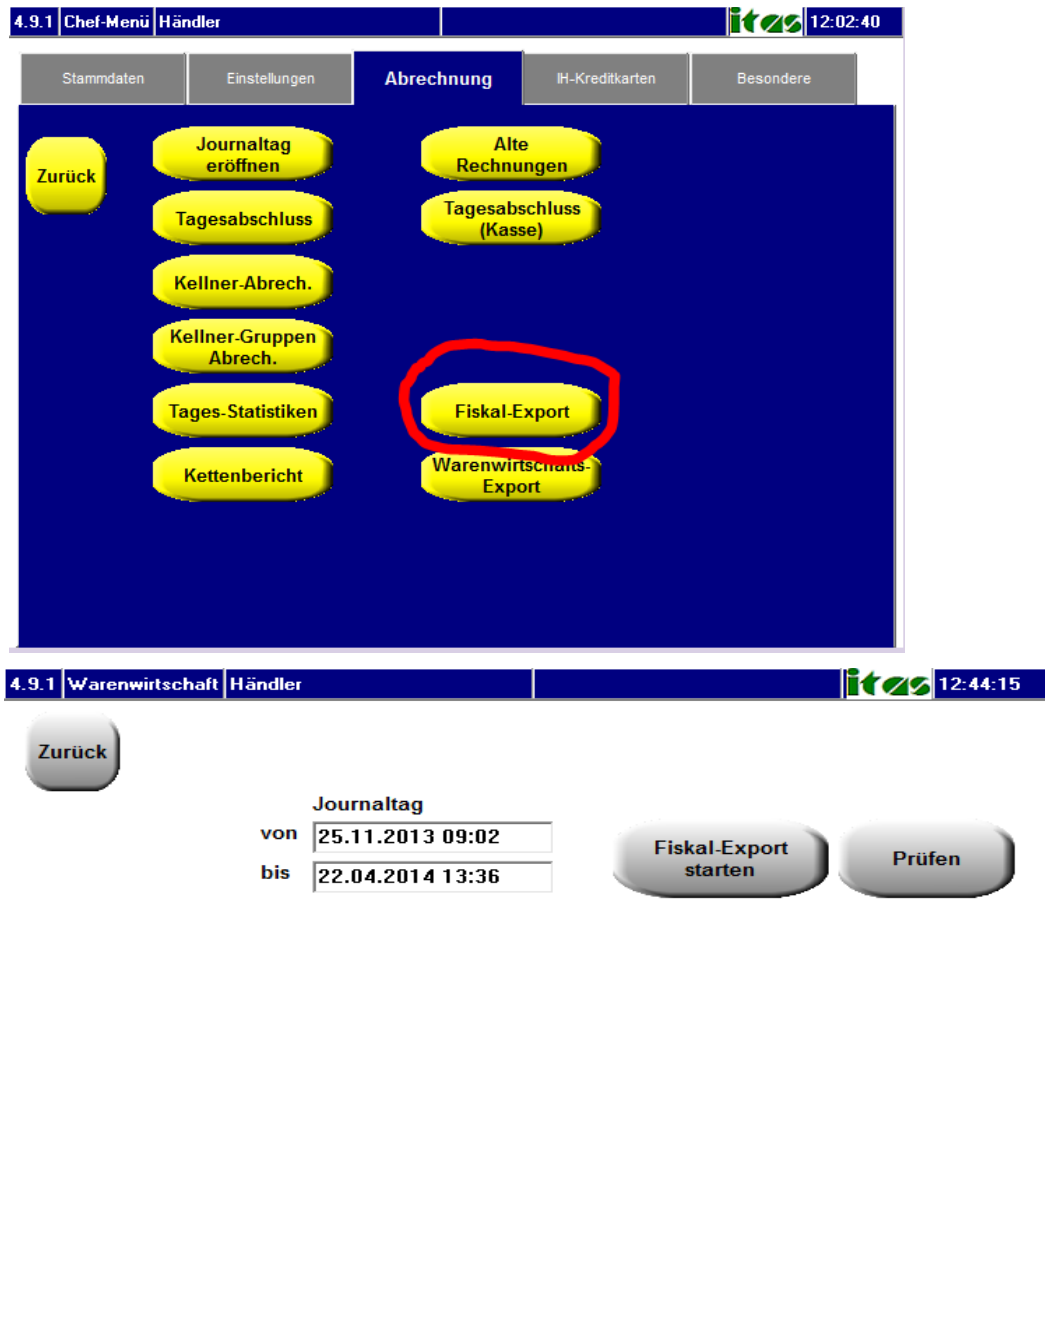 4.9.1 Chef-Menü Händler itas 12:02:40
Stammdaten Einstellungen Abrechnung IH-Kreditkarten Besondere
Zurück
Journaltag
eröffnen
Alte
Rechnungen
Tagesabschluss
Tagesabschluss
(Kasse)
Kellner-Abrech.
Kellner-Gruppen
Abrech.
Tages-Statistiken
Fiskal-Export
Kettenbericht
Warenwirtschafts-
Export
4.9.1 Warenwirtschaft Händler itas 12:44:15
Zurück
Journaltag
von 25.11.2013 09:02
bis 22.04.2014 13:36
Fiskal-Export
starten
Prüfen